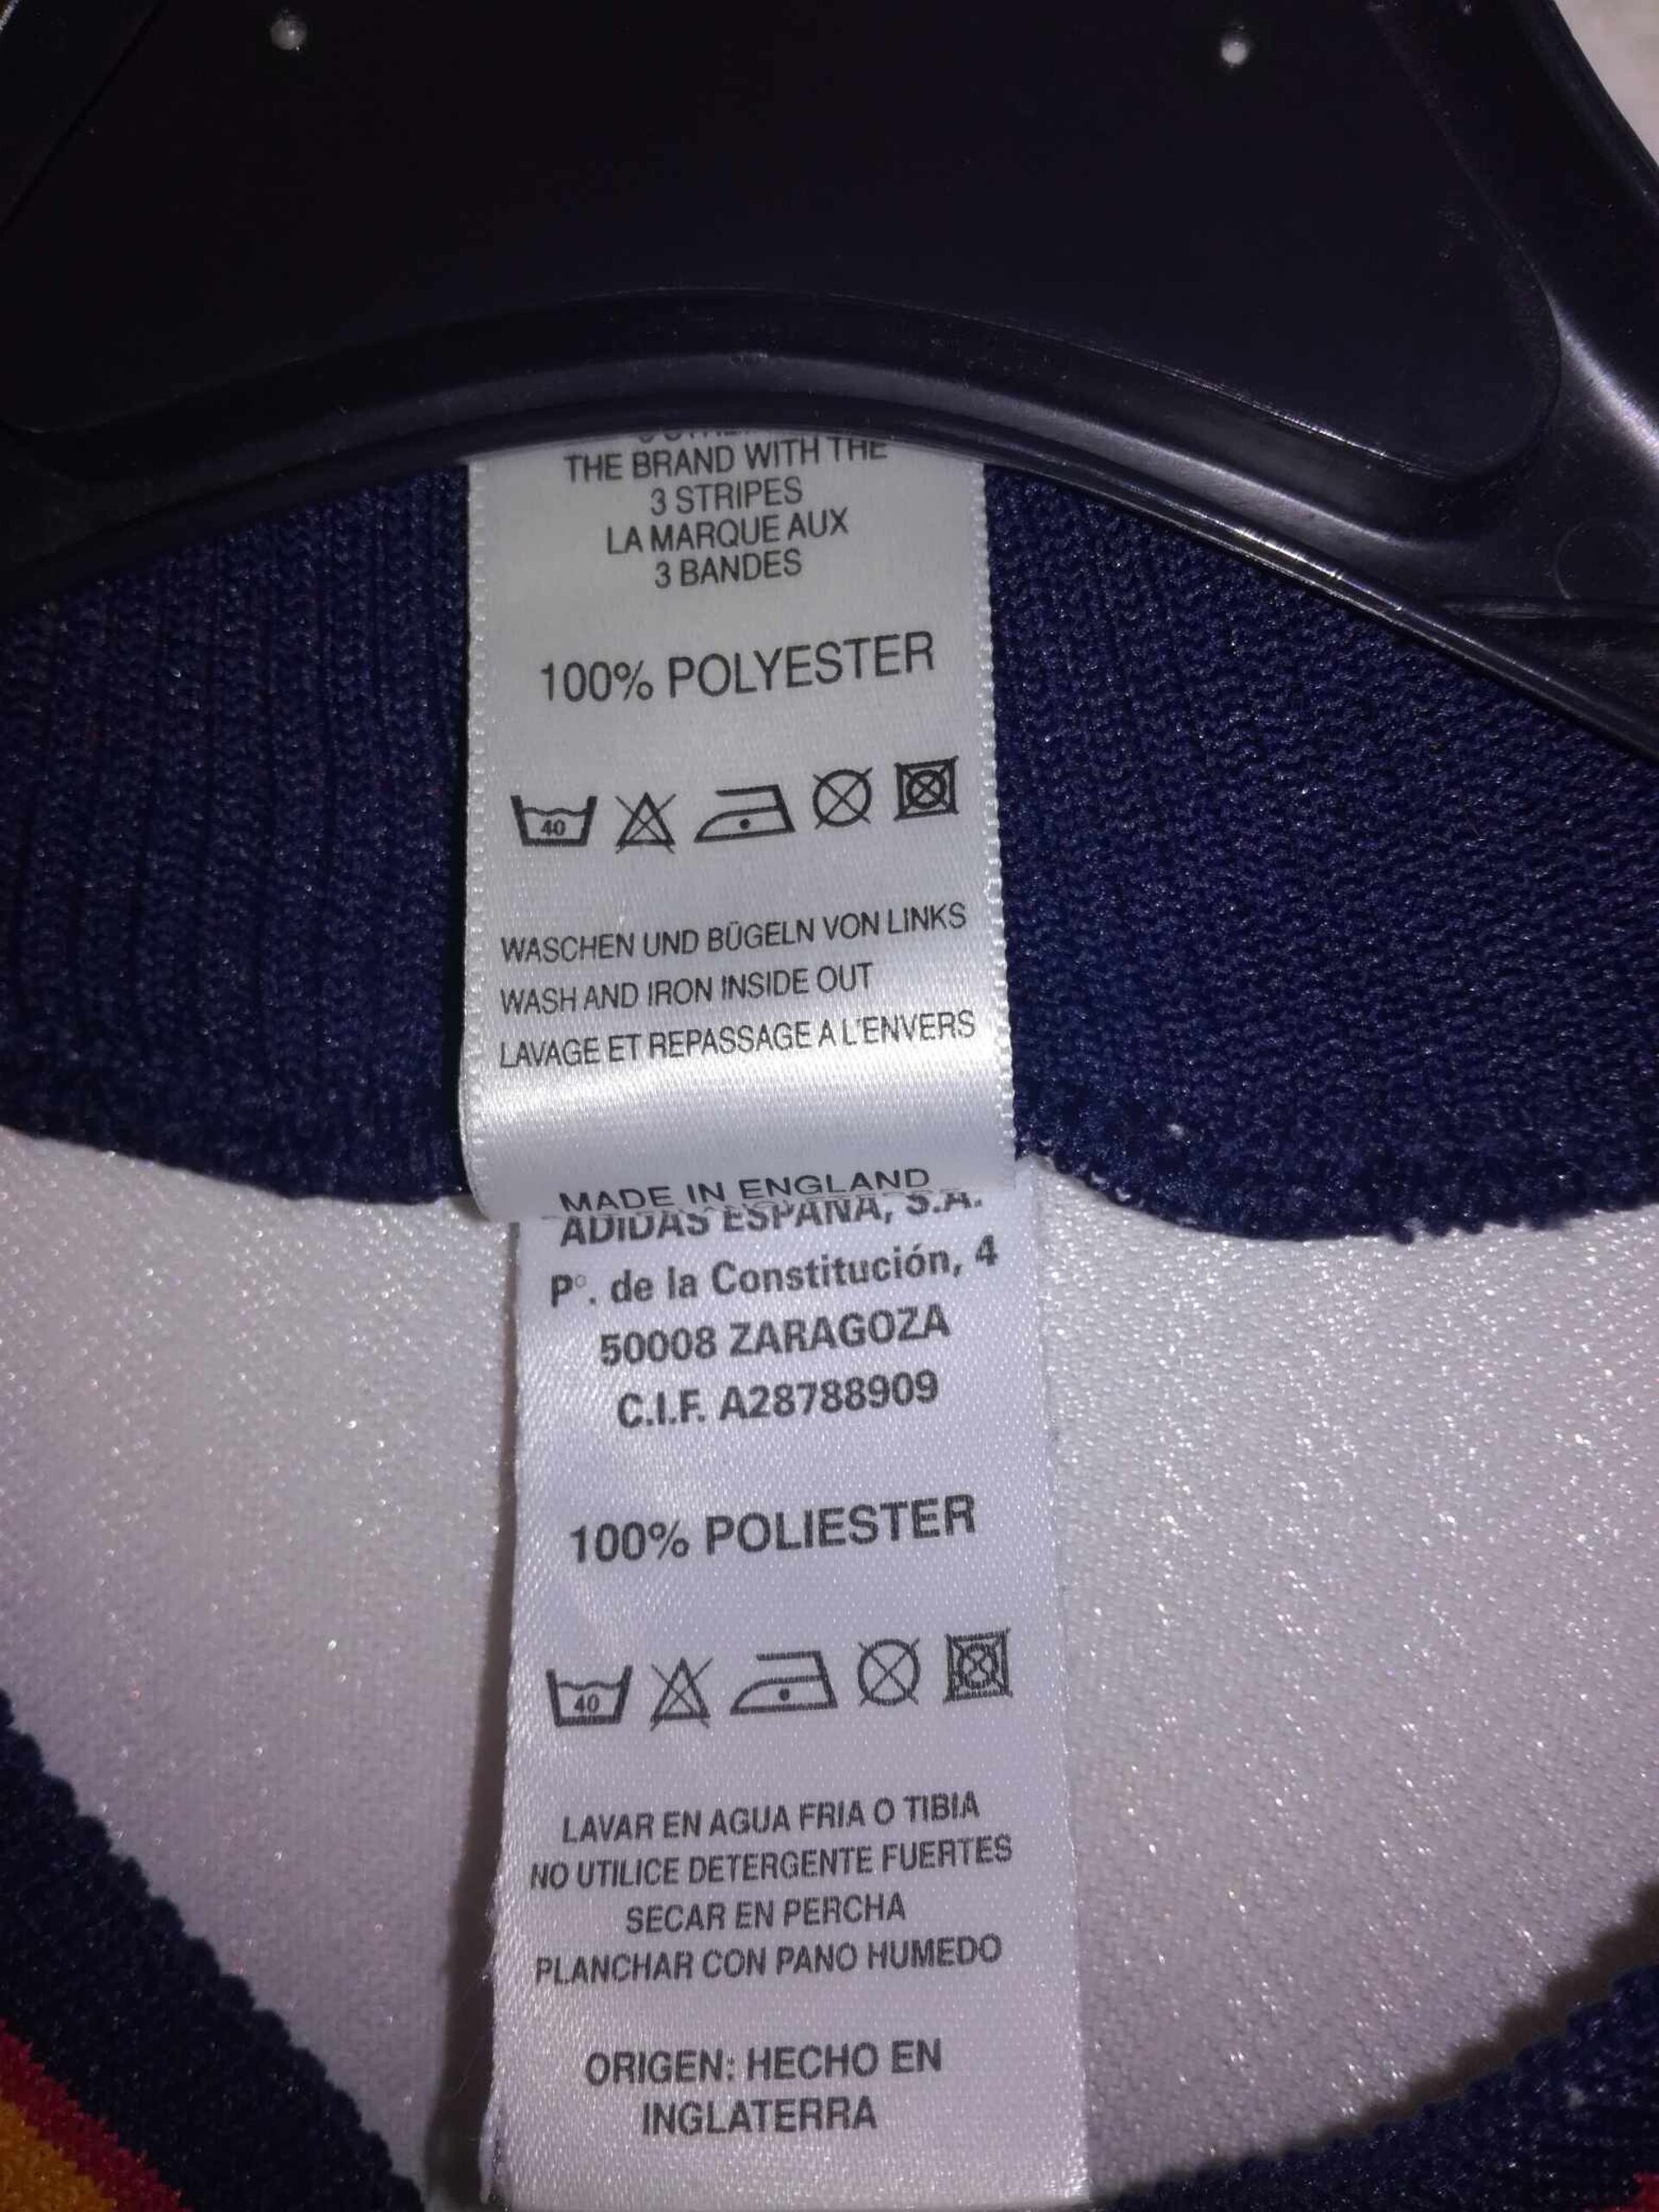 THE BRAND WITH THE
3 STRIPES
LA MARQUE AUX
3 BANDES
100% POLYESTER
40
WASCHEN UND BÜGELN VON LINKS
WASH AND IRON INSIDE OUT
LAVAGE ET REPASSAGE A L'ENVERS
MADE IN ENGLAND
ADIDAS ESPAÑA, S.A.
Pº. de la Constitución, 4
50008 ZARAGOZA
C.I.F. A28788909
100% POLIESTER
40
LAVAR EN AGUA FRIA O TIBIA
NO UTILICE DETERGENTE FUERTES
SECAR EN PERCHA
PLANCHAR CON PANO HUMEDO
ORIGEN: HECHO EN
INGLATERRA